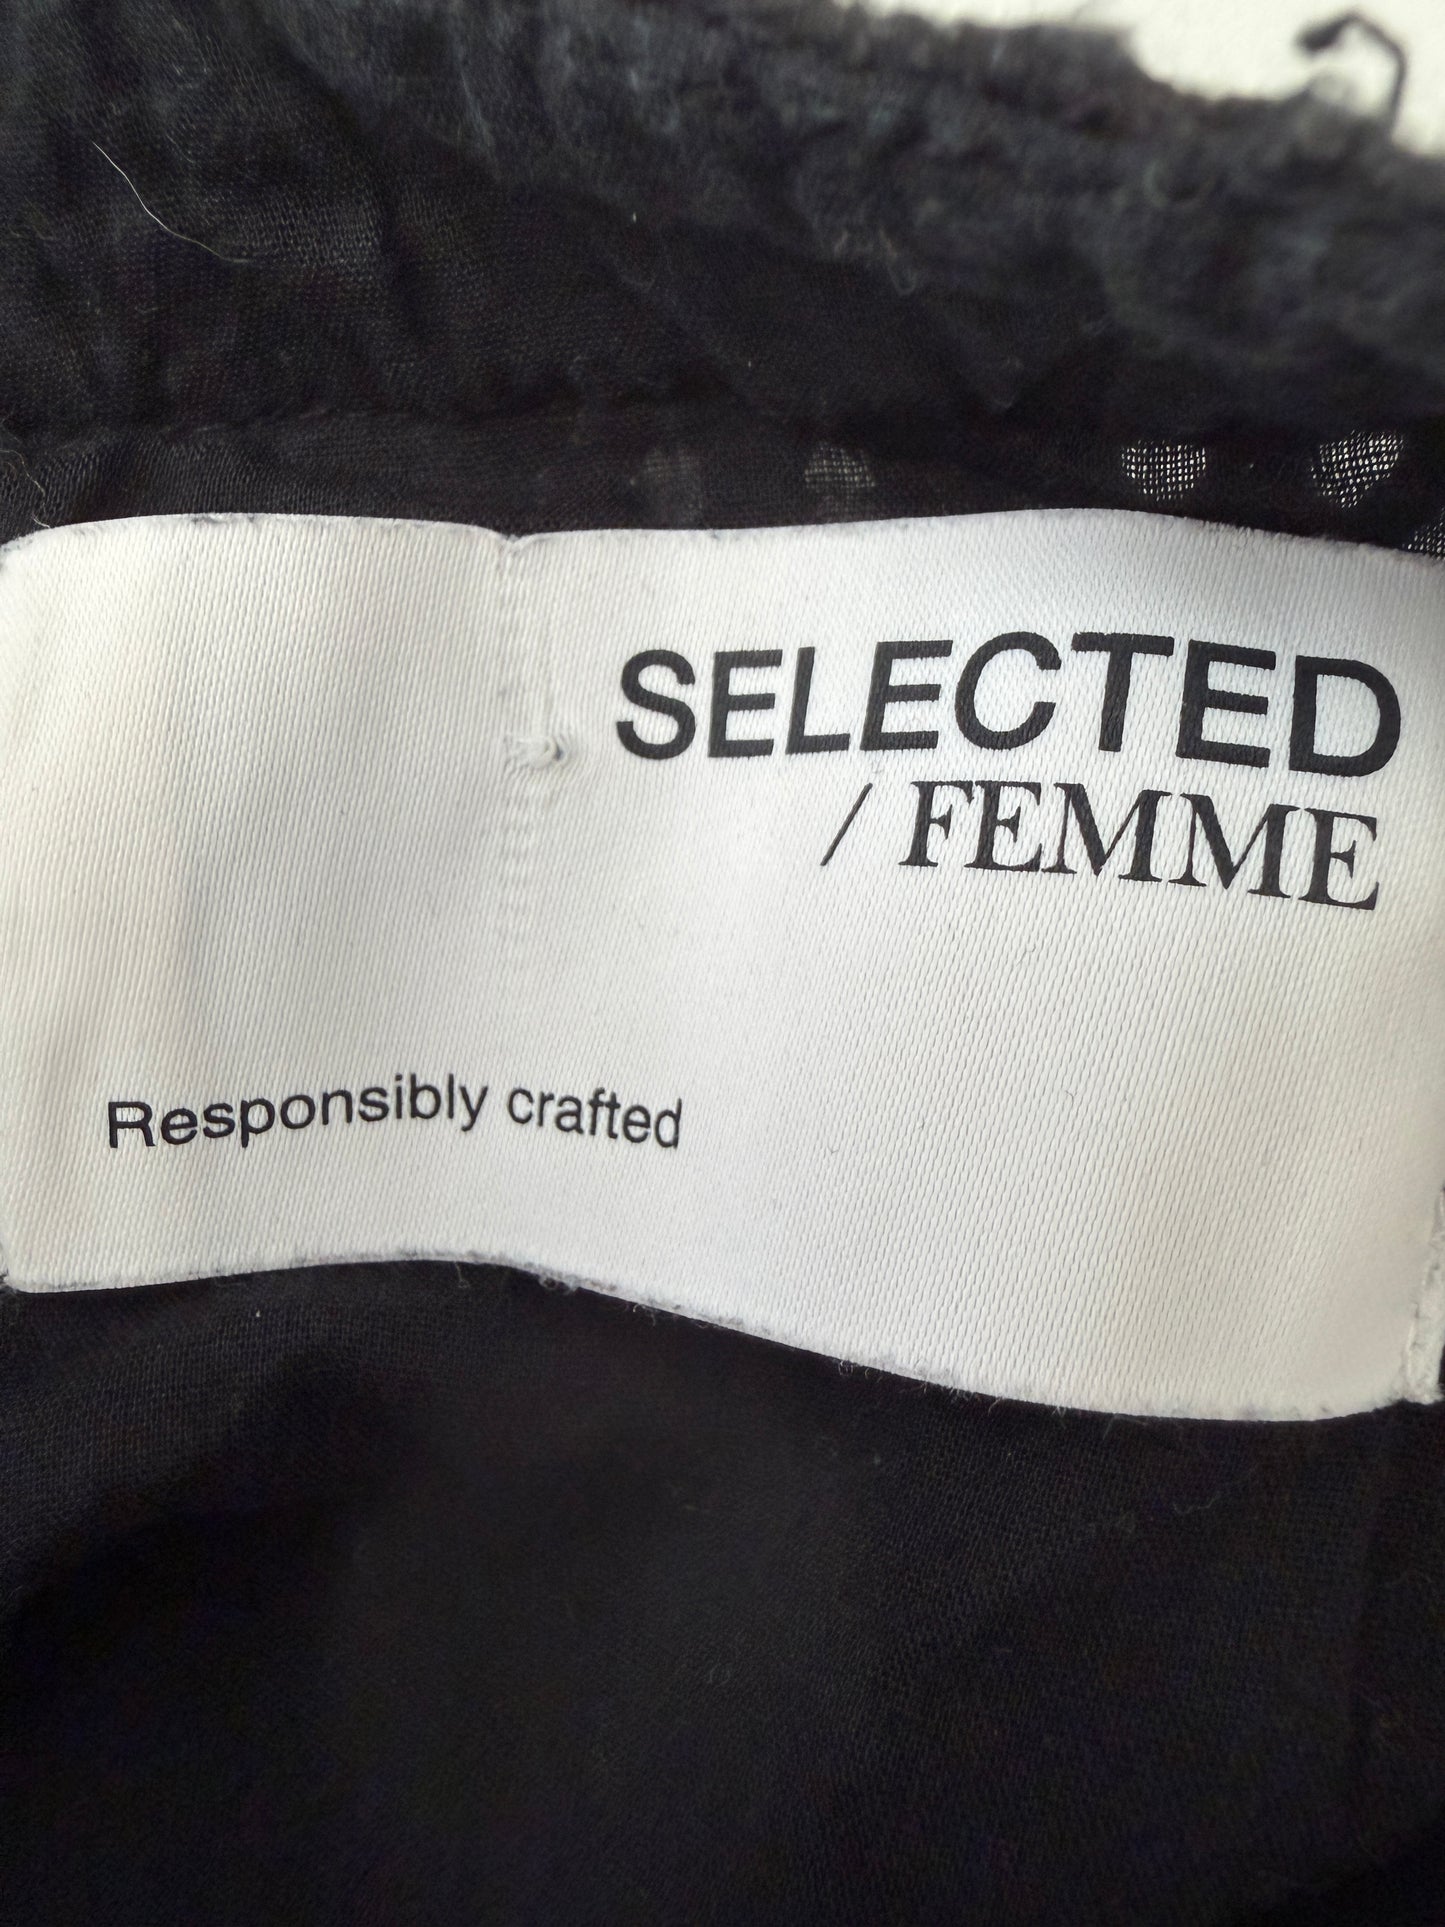 SELECTED
/ FEMME
Responsibly crafted